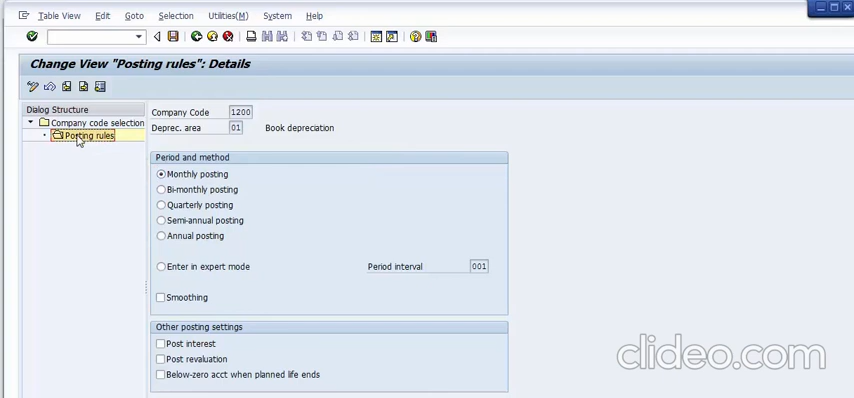 Table View Edit Goto Selection Utilities(M) System Help
Change View "Posting rules": Details
Dialog Structure
Company code selection
Posting rules
Company Code 1200
Deprec. area 01 Book depreciation
Period and method
Monthly posting
Bi-monthly posting
Quarterly posting
Semi-annual posting
Annual posting
Enter in expert mode Period interval 001
Smoothing
Other posting settings
Post interest
Post revaluation
Below-zero acct when planned life ends
clideo.com